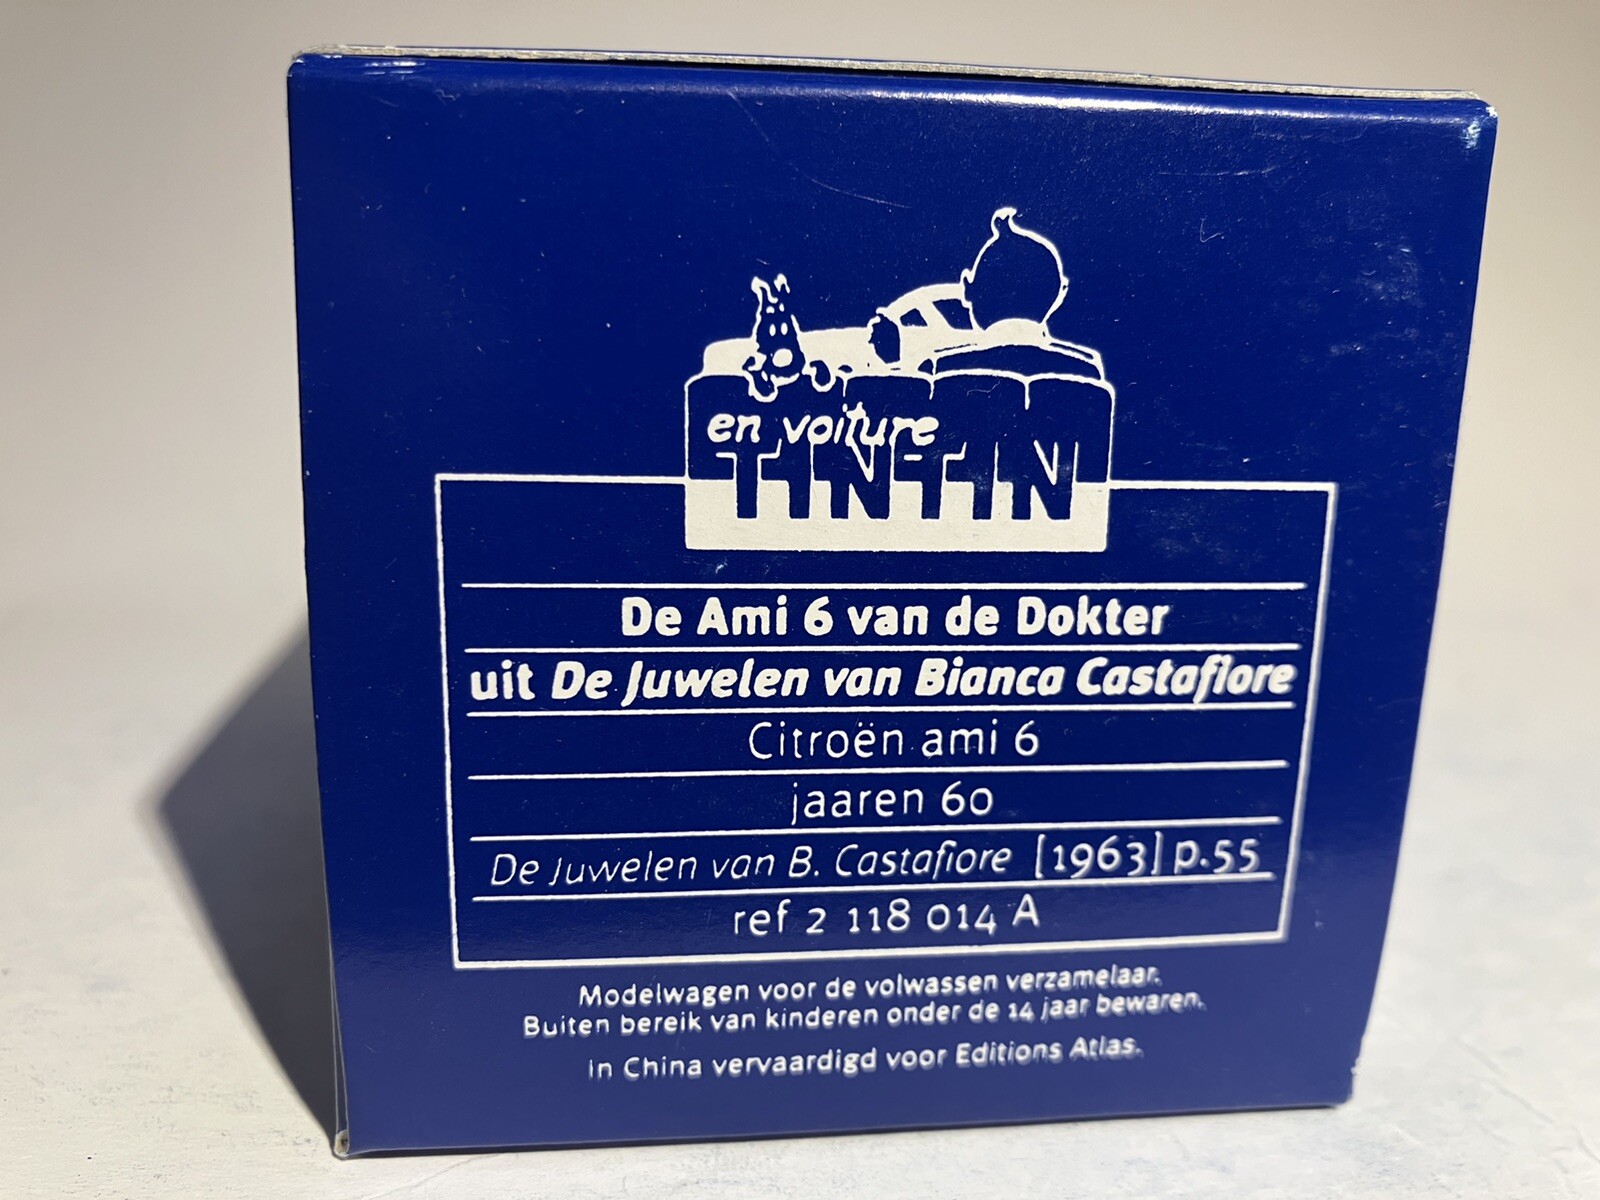 en voiture
TINTIN
De Ami 6 van de Dokter
uit De Juwelen van Bianca Castafiore
Citroën ami 6
jaaren 60
De Juwelen van B. Castafiore [1963] p.55
ref 2 118 014 A
Modelwagen voor de volwassen verzamelaar.
Buiten bereik van kinderen onder de 14 jaar bewaren.
In China vervaardigd voor Editions Atlas.